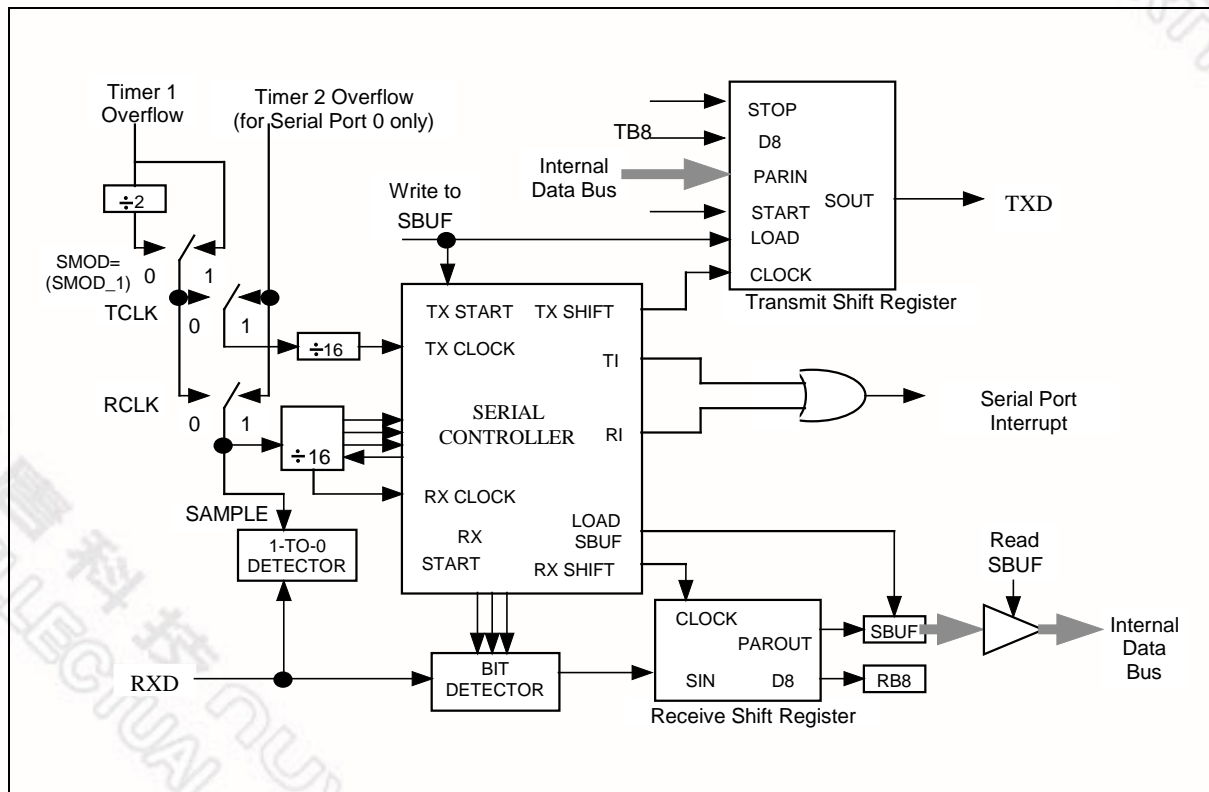 Timer 1
Overflow
Timer 2 Overflow
(for Serial Port 0 only)
÷2
SMOD=
(SMOD_1)
0
1
TCLK
0
1
RCLK
0
1
÷16
÷16
SAMPLE
1-TO-0
DETECTOR
RXD
BIT
DETECTOR
Write to
SBUF
TX START
TX SHIFT
TX CLOCK
TI
SERIAL
CONTROLLER
RI
RX CLOCK
LOAD
SBUF
RX
START
RX SHIFT
TB8
Internal
Data Bus
STOP
D8
PARIN
SOUT
START
LOAD
CLOCK
Transmit Shift Register
TXD
Serial Port
Interrupt
CLOCK
PAROUT
SIN
D8
Receive Shift Register
SBUF
RB8
Read
SBUF
Internal
Data
Bus